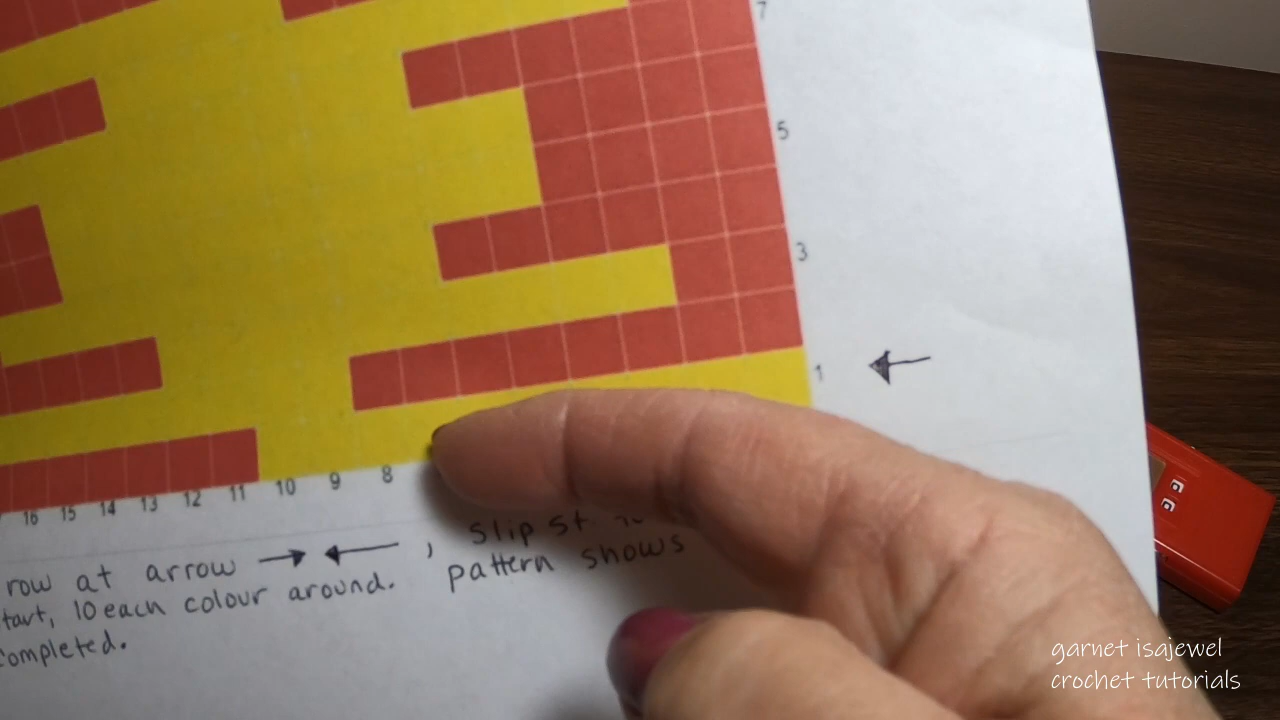 7
5
3
1
16 15 14 13 12 11 10 9 8
row at arrow → ← , slip st
start, 10 each colour around. pattern shows
completed.
garnet isajewel
crochet tutorials